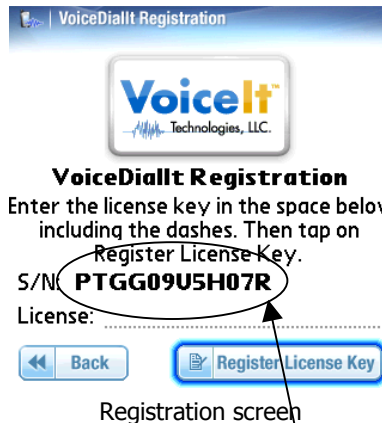 VoiceDialIt Registration
VoiceIt™
Technologies, LLC.
VoiceDialIt Registration
Enter the license key in the space below
including the dashes. Then tap on
Register License Key.
S/N: PTGG09U5H07R
License:
Back
Register License Key
Registration screen